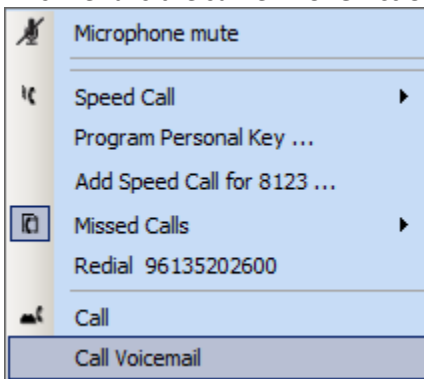 Microphone mute
Speed Call
Program Personal Key ...
Add Speed Call for 8123 ...
Missed Calls
Redial 96135202600
Call
Call Voicemail